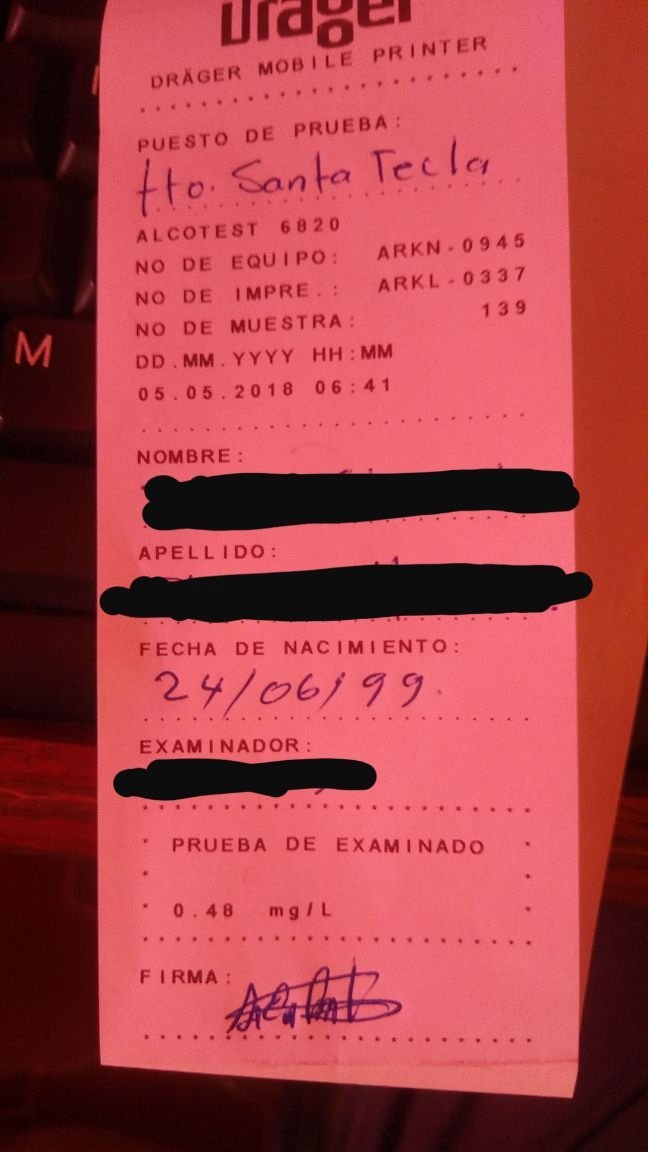 Dräger
DRÄGER MOBILE PRINTER
PUESTO DE PRUEBA:
tto. Santa Tecla
ALCOTEST 6820
NO DE EQUIPO: ARKN-0945
NO DE IMPRE.: ARKL-0337
NO DE MUESTRA: 139
DD.MM.YYYY HH:MM
05.05.2018 06:41
NOMBRE:
APELLIDO:
FECHA DE NACIMIENTO:
24/06/99.
EXAMINADOR:
PRUEBA DE EXAMINADO
0.48 mg/L
FIRMA:
M